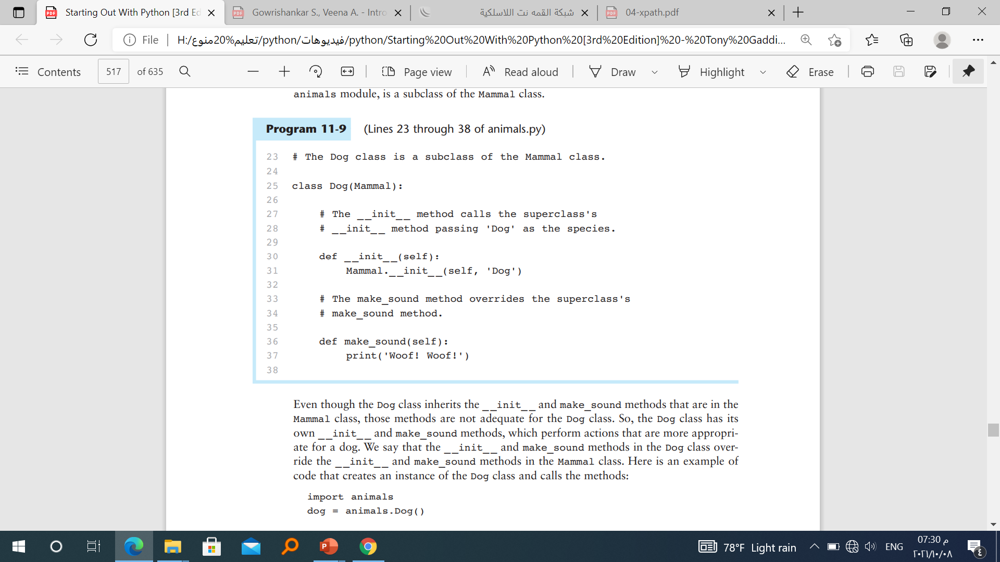 Starting Out With Python [3rd Ed
Gowrishankar S., Veena A. - Intro
شبكة القمه نت اللاسلكية
04-xpath.pdf
File
H:/تعليم%20منوع/python/فيديوهات/python/Starting%20Out%20With%20Python%20[3rd%20Edition]%20-%20Tony%20Gaddi...
Contents
517 of 635
Page view
Read aloud
Draw
Highlight
Erase
animals module, is a subclass of the Mammal class.
Program 11-9 (Lines 23 through 38 of animals.py)
23 # The Dog class is a subclass of the Mammal class.
24
25 class Dog(Mammal):
26
27 # The __init__ method calls the superclass's
28 # __init__ method passing 'Dog' as the species.
29
30 def __init__(self):
31 Mammal.__init__(self, 'Dog')
32
33 # The make_sound method overrides the superclass's
34 # make_sound method.
35
36 def make_sound(self):
37 print('Woof! Woof!')
38
Even though the Dog class inherits the __init__ and make_sound methods that are in the
Mammal class, those methods are not adequate for the Dog class. So, the Dog class has its
own __init__ and make_sound methods, which perform actions that are more appropri-
ate for a dog. We say that the __init__ and make_sound methods in the Dog class over-
ride the __init__ and make_sound methods in the Mammal class. Here is an example of
code that creates an instance of the Dog class and calls the methods:
import animals
dog = animals.Dog()
78°F Light rain
ENG
07:30 م
٢٠٢١/١٠/٠٨
٤